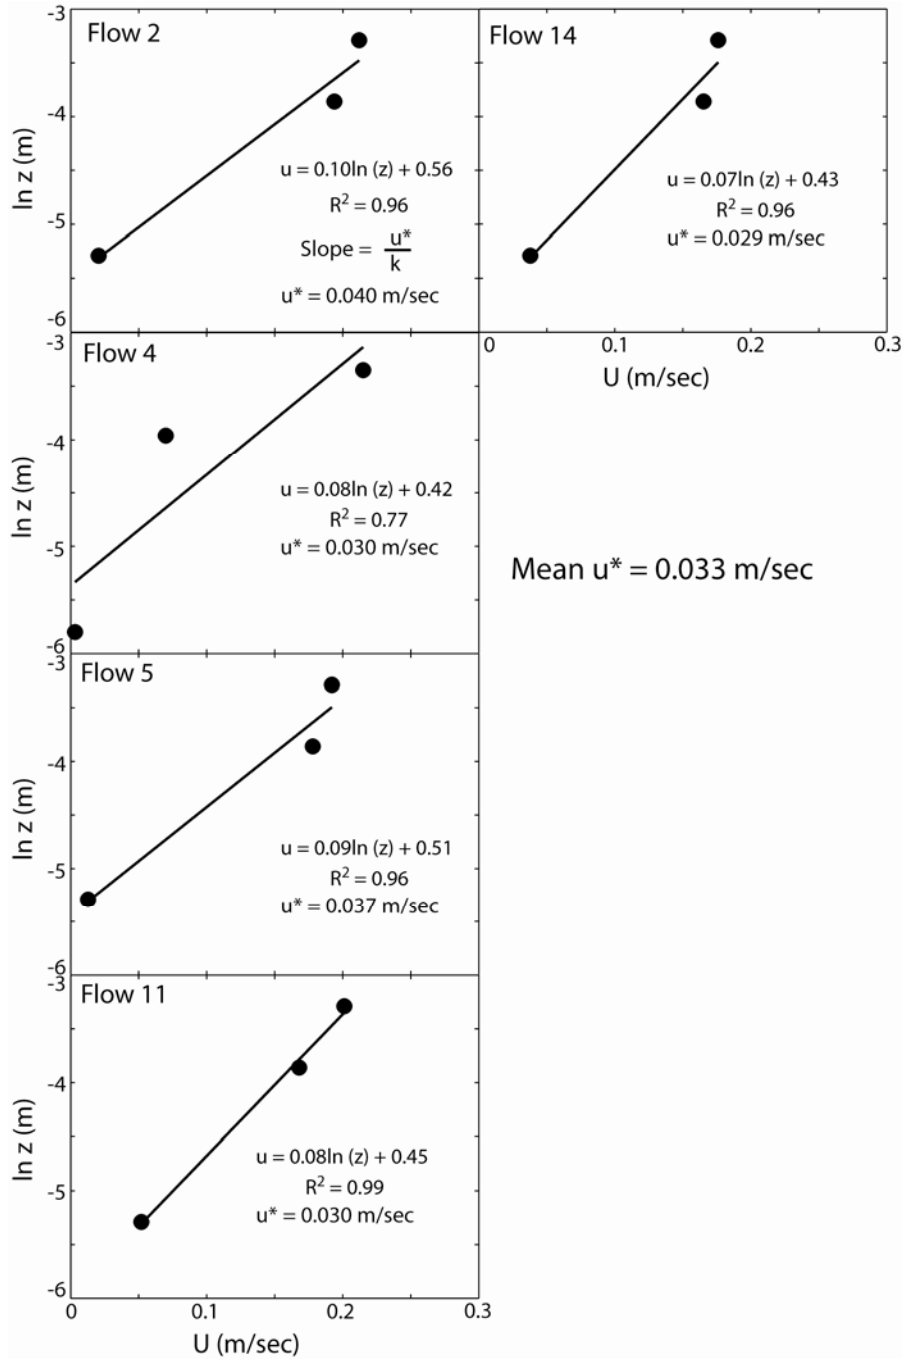 Flow 2
-3
-4
-5
-6
ln z (m)
u = 0.10ln (z) + 0.56
R² = 0.96
Slope = u*/k
u* = 0.040 m/sec
Flow 14
u = 0.07ln (z) + 0.43
R² = 0.96
u* = 0.029 m/sec
0 0.1 0.2 0.3
U (m/sec)
Flow 4
-3
-4
-5
-6
ln z (m)
u = 0.08ln (z) + 0.42
R² = 0.77
u* = 0.030 m/sec
Mean u* = 0.033 m/sec
Flow 5
-3
-4
-5
-6
ln z (m)
u = 0.09ln (z) + 0.51
R² = 0.96
u* = 0.037 m/sec
Flow 11
-3
-4
-5
-6
ln z (m)
u = 0.08ln (z) + 0.45
R² = 0.99
u* = 0.030 m/sec
0 0.1 0.2 0.3
U (m/sec)